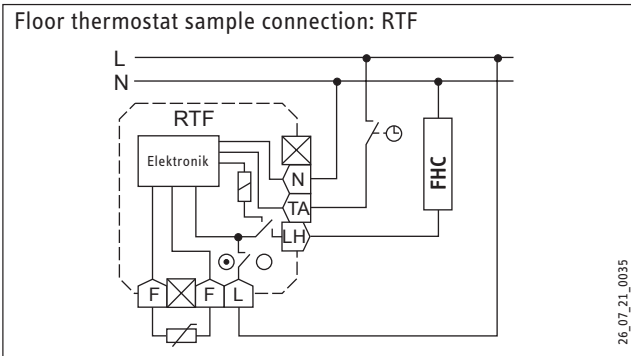 Floor thermostat sample connection: RTF
L
N
RTF
Elektronik
N
TA
LH
FHC
F
F
L
26_07_21_0035